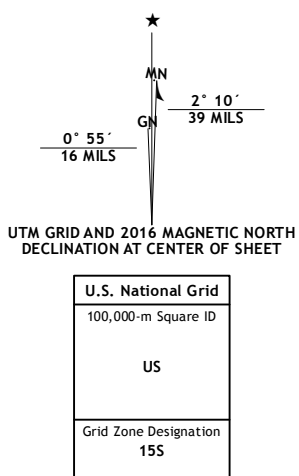 MN
GN
2° 10´
39 MILS
0° 55´
16 MILS
UTM GRID AND 2016 MAGNETIC NORTH
DECLINATION AT CENTER OF SHEET
U.S. National Grid
100,000-m Square ID
US
Grid Zone Designation
15S